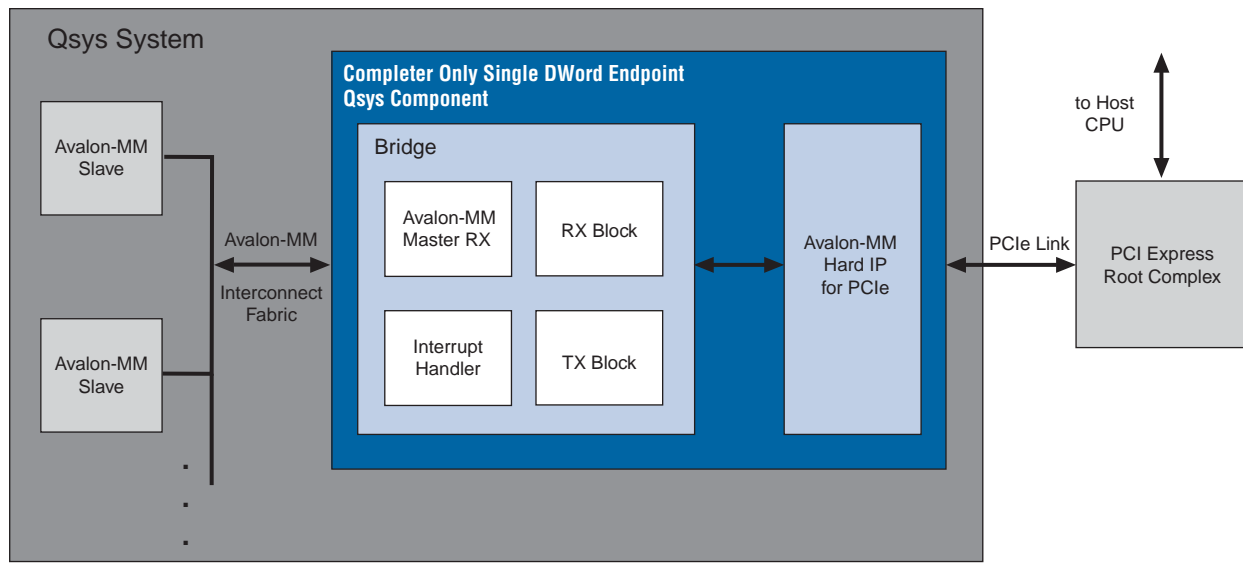 Qsys System
Completer Only Single DWord Endpoint
Qsys Component
to Host
CPU
Avalon-MM
Slave
Bridge
Avalon-MM
Master RX
RX Block
Avalon-MM
Interconnect
Fabric
Avalon-MM
Hard IP
for PCIe
PCIe Link
PCI Express
Root Complex
Avalon-MM
Slave
Interrupt
Handler
TX Block
.
.
.